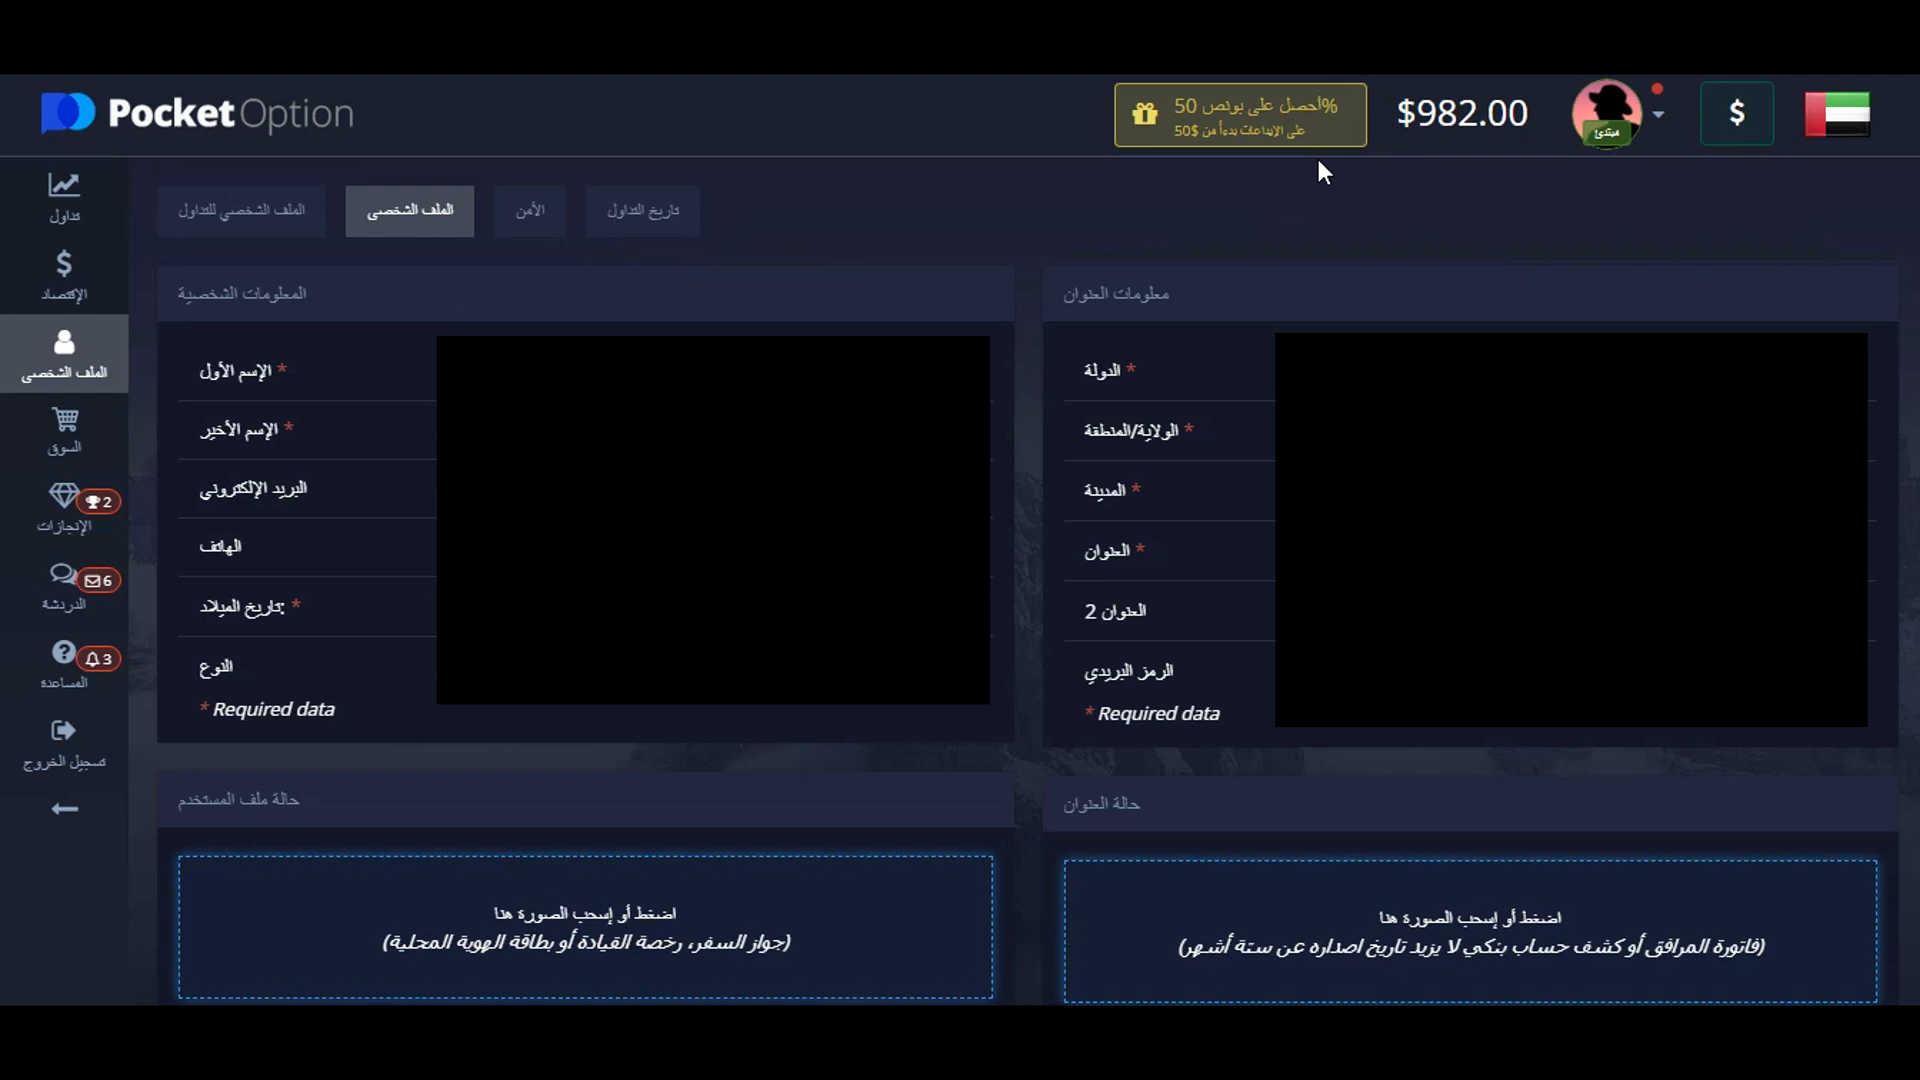 PocketOption
أحصل على بونص 50%
على الإيداعات بدءاً من 50$
$982.00
مبتدئ
$
تداول
الإقتصاد
الملف الشخصي
السوق
2
الإنجازات
6
الدردشة
3
المساعدة
تسجيل الخروج
الملف الشخصي للتداول
الملف الشخصي
الأمن
تاريخ التداول
المعلومات الشخصية
الإسم الأول *
الإسم الأخير *
البريد الإلكتروني
الهاتف
تاريخ الميلاد: *
النوع
* Required data
معلومات العنوان
الدولة *
الولاية/المنطقة *
المدينة *
العنوان *
العنوان 2
الرمز البريدي
* Required data
حالة ملف المستخدم
اضغط أو إسحب الصورة هنا
(جواز السفر، رخصة القيادة أو بطاقة الهوية المحلية)
حالة العنوان
اضغط أو إسحب الصورة هنا
(فاتورة المرافق أو كشف حساب بنكي لا يزيد تاريخ اصداره عن ستة أشهر)